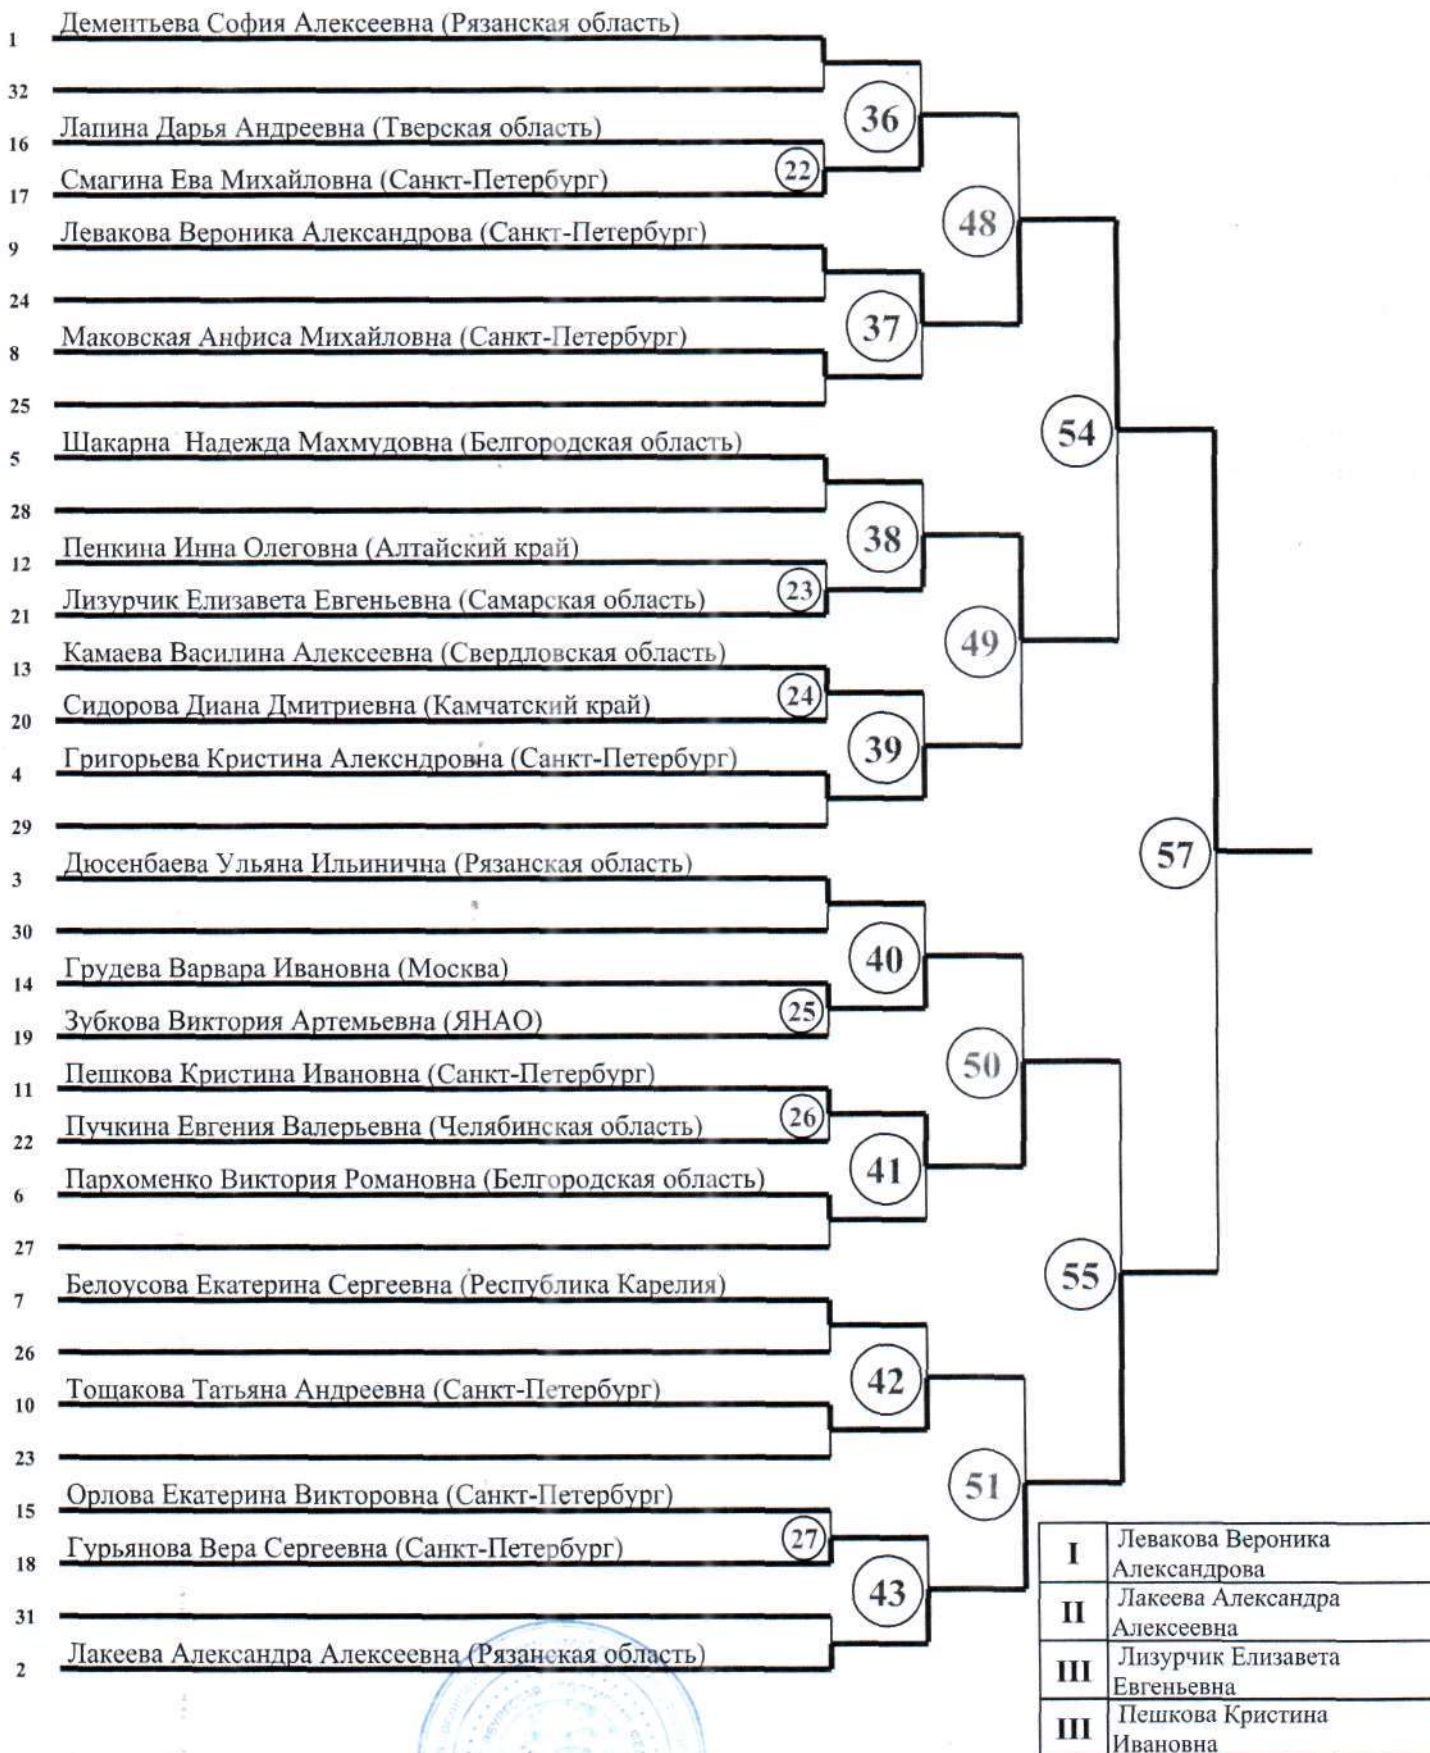 Дементьева София Алексеевна (Рязанская область)
1
32
36
Лапина Дарья Андреевна (Тверская область)
16
22
Смагина Ева Михайловна (Санкт-Петербург)
17
48
Левакова Вероника Александрова (Санкт-Петербург)
9
24
37
Маковская Анфиса Михайловна (Санкт-Петербург)
8
25
54
Шакарна Надежда Махмудовна (Белгородская область)
5
28
38
Пенкина Инна Олеговна (Алтайский край)
12
23
Лизурчик Елизавета Евгеньевна (Самарская область)
21
49
Камаева Василина Алексеевна (Свердловская область)
13
24
Сидорова Диана Дмитриевна (Камчатский край)
20
39
Григорьева Кристина Алексндровна (Санкт-Петербург)
4
29
57
Дюсенбаева Ульяна Ильинична (Рязанская область)
3
30
40
Грудева Варвара Ивановна (Москва)
14
25
Зубкова Виктория Артемьевна (ЯНАО)
19
50
Пешкова Кристина Ивановна (Санкт-Петербург)
11
26
Пучкина Евгения Валерьевна (Челябинская область)
22
41
Пархоменко Виктория Романовна (Белгородская область)
6
27
55
Белоусова Екатерина Сергеевна (Республика Карелия)
7
26
42
Тощакова Татьяна Андреевна (Санкт-Петербург)
10
23
51
Орлова Екатерина Викторовна (Санкт-Петербург)
15
27
Гурьянова Вера Сергеевна (Санкт-Петербург)
18
43
31
Лакеева Александра Алексеевна (Рязанская область)
2
I Левакова Вероника
Александрова
II Лакеева Александра
Алексеевна
III Лизурчик Елизавета
Евгеньевна
III Пешкова Кристина
Ивановна